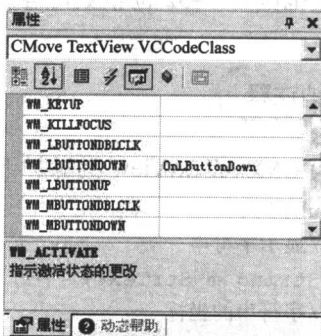 属性
CMove TextView VCCodeClass
WM_KEYUP
WM_KILLFOCUS
WM_LBUTTONDBLCLK
WM_LBUTTONDOWN OnLButtonDown
WM_LBUTTONUP
WM_MBUTTONDBLCLK
WM_MBUTTONDOWN
WM_ACTIVATE
指示激活状态的更改
属性 动态帮助